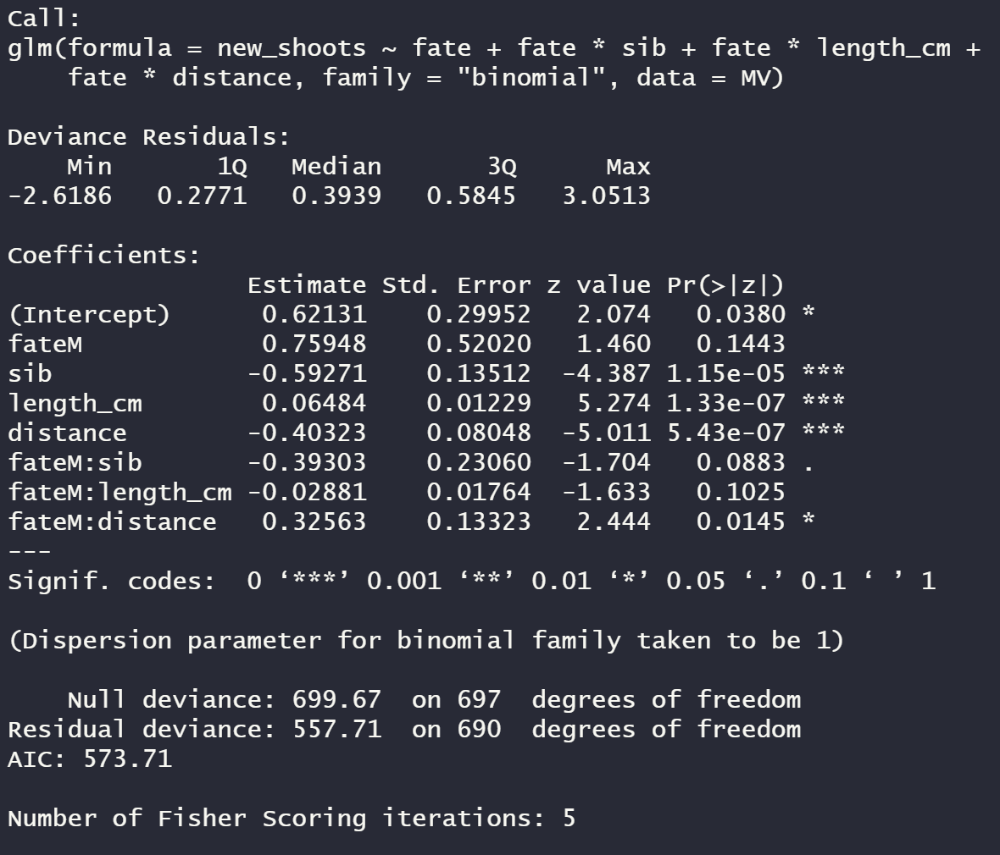 Call:
glm(formula = new_shoots ~ fate + fate * sib + fate * length_cm +
    fate * distance, family = "binomial", data = MV)

Deviance Residuals:
    Min       1Q   Median       3Q      Max
-2.6186   0.2771   0.3939   0.5845   3.0513

Coefficients:
                Estimate Std. Error z value Pr(>|z|)
(Intercept)      0.62131    0.29952   2.074   0.0380 *
fateM            0.75948    0.52020   1.460   0.1443
sib             -0.59271    0.13512  -4.387 1.15e-05 ***
length_cm        0.06484    0.01229   5.274 1.33e-07 ***
distance        -0.40323    0.08048  -5.011 5.43e-07 ***
fateM:sib       -0.39303    0.23060  -1.704   0.0883 .
fateM:length_cm -0.02881    0.01764  -1.633   0.1025
fateM:distance   0.32563    0.13323   2.444   0.0145 *
---
Signif. codes:  0 ‘***’ 0.001 ‘**’ 0.01 ‘*’ 0.05 ‘.’ 0.1 ‘ ’ 1

(Dispersion parameter for binomial family taken to be 1)

    Null deviance: 699.67  on 697  degrees of freedom
Residual deviance: 557.71  on 690  degrees of freedom
AIC: 573.71

Number of Fisher Scoring iterations: 5